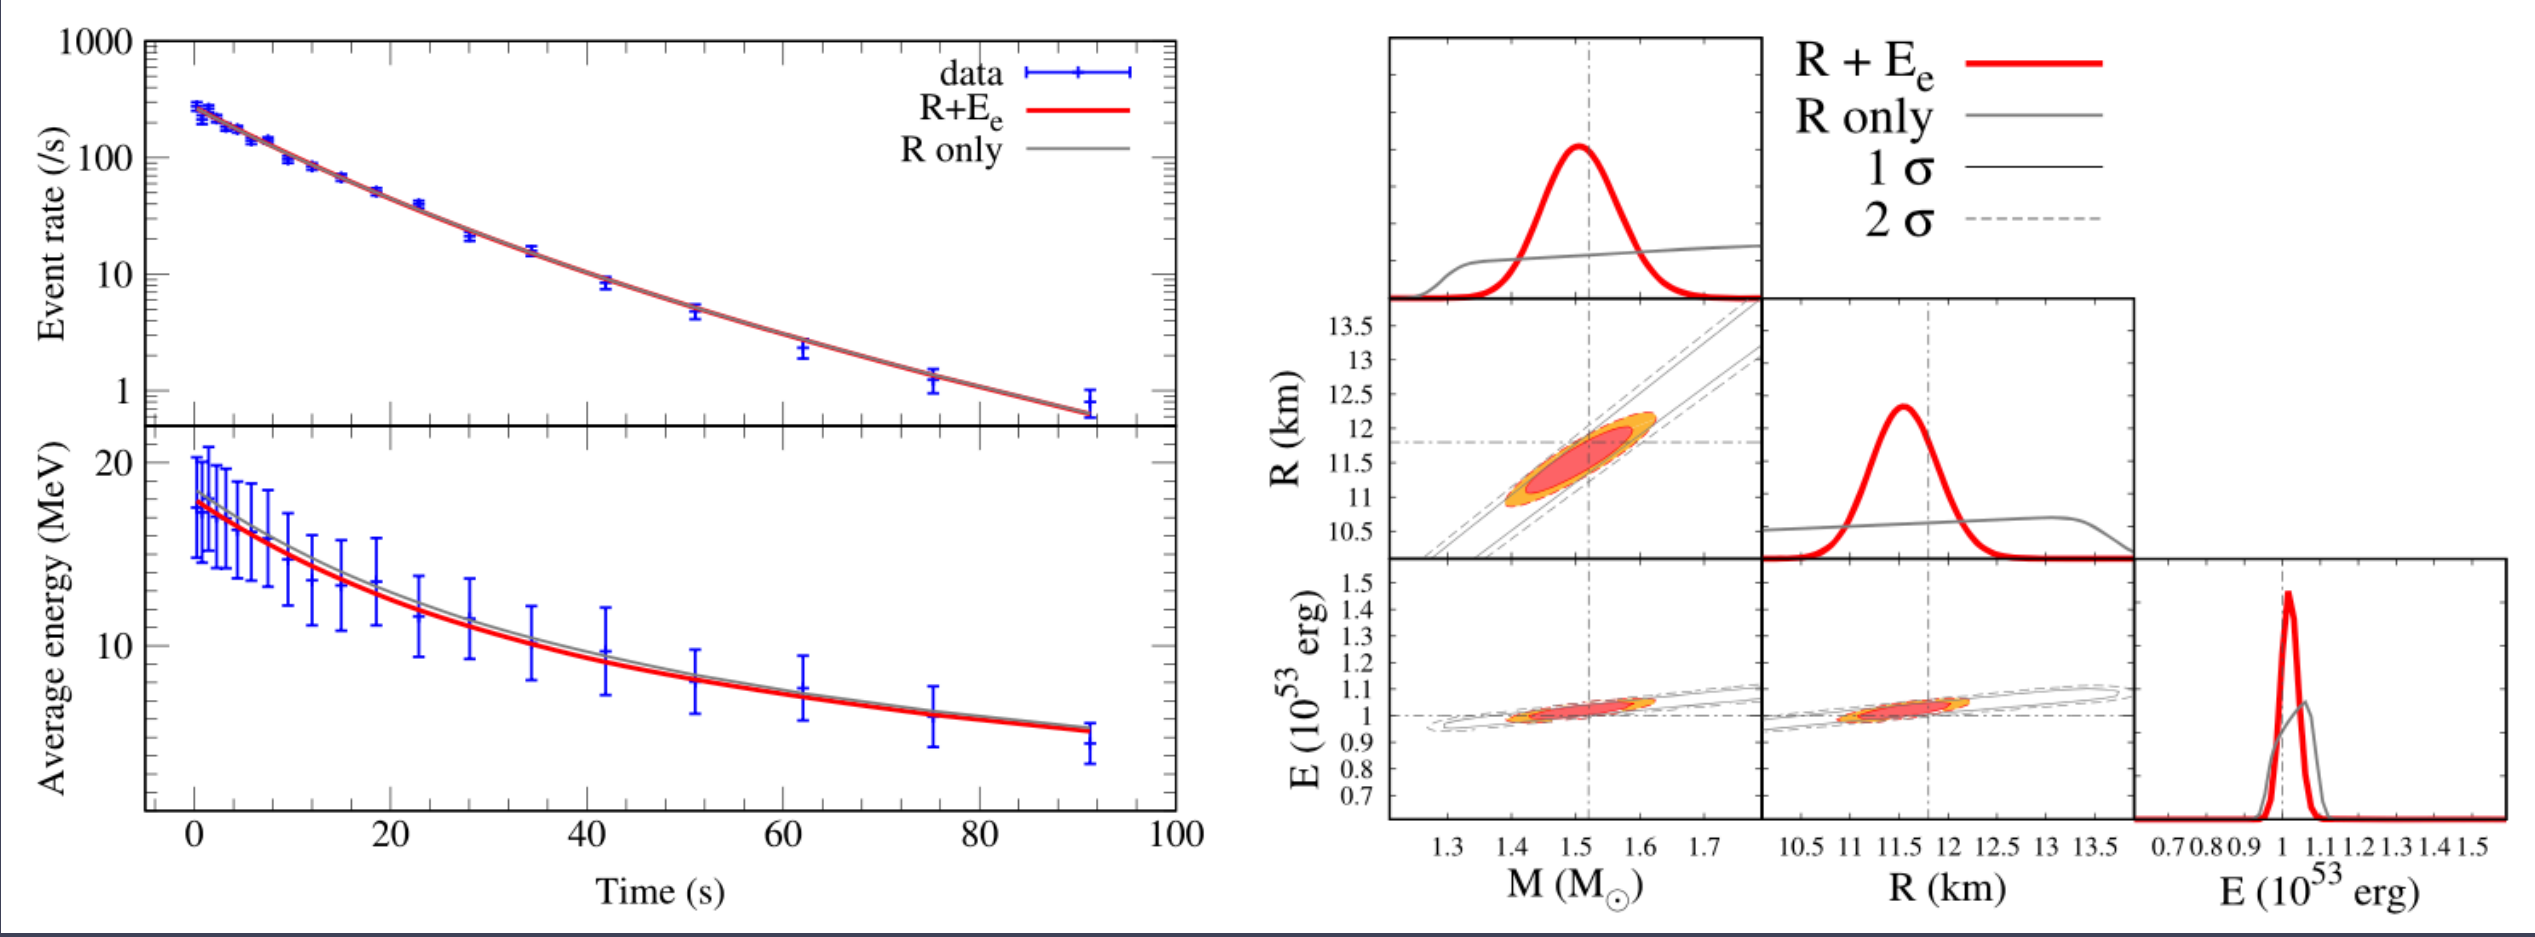 1000
100
10
1
Event rate (/s)
data
R+Ee
R only
20
10
Average energy (MeV)
0 20 40 60 80 100
Time (s)
R + Ee
R only
1 σ
2 σ
13.5
13
12.5
12
11.5
11
10.5
R (km)
1.5
1.4
1.3
1.2
1.1
1
0.9
0.8
0.7
E (10^53 erg)
1.3 1.4 1.5 1.6 1.7
M (M☉)
10.5 11 11.5 12 12.5 13 13.5
R (km)
0.7 0.8 0.9 1 1.1 1.2 1.3 1.4 1.5
E (10^53 erg)